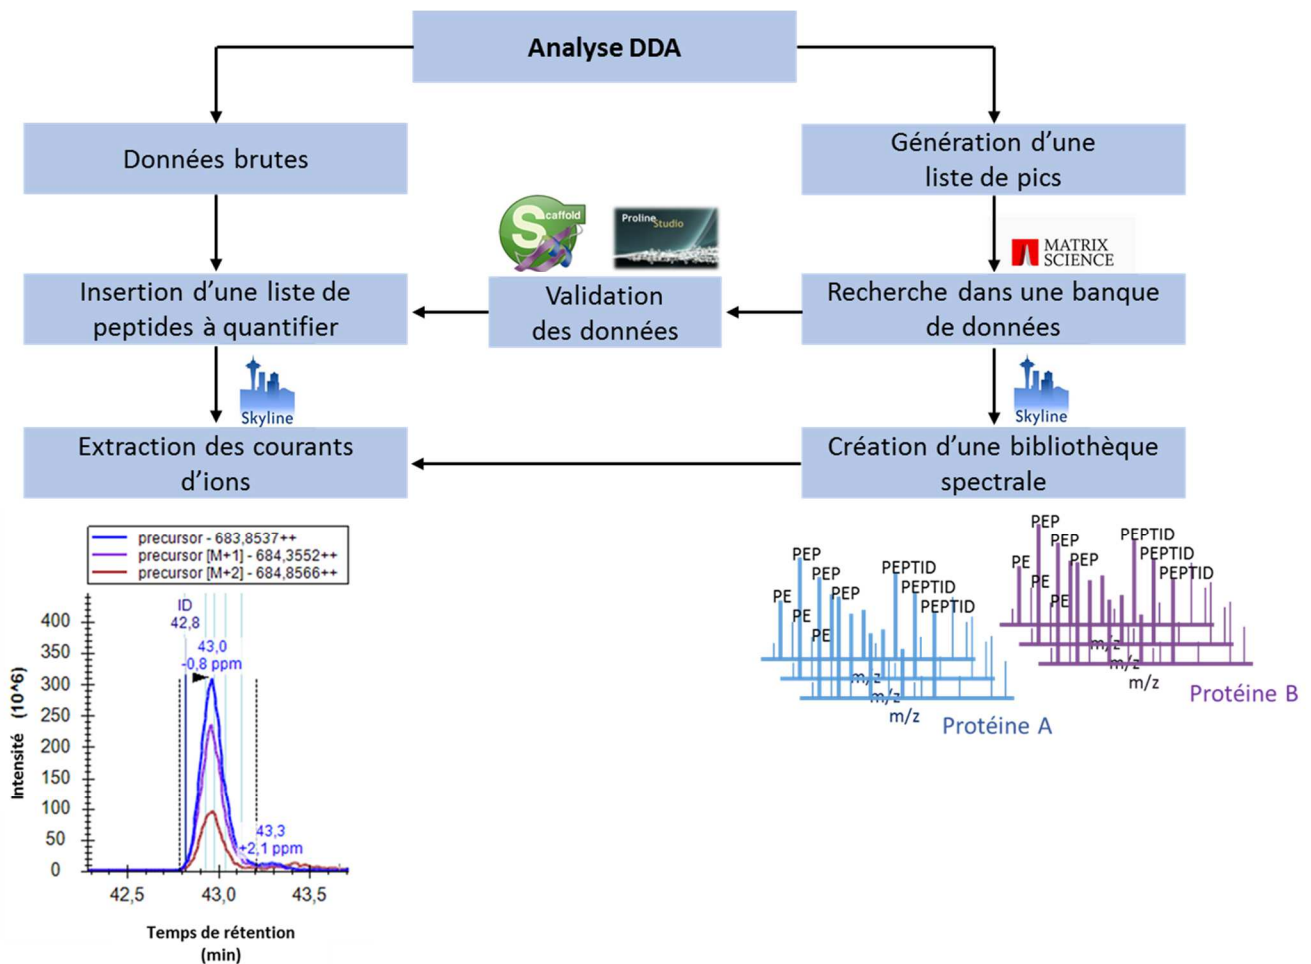 Analyse DDA
Données brutes
Génération d'une
liste de pics
Scaffold
Proline
Studio
MATRIX
SCIENCE
Insertion d'une liste de
peptides à quantifier
Validation
des données
Recherche dans une banque
de données
Skyline
Skyline
Extraction des courants
d'ions
Création d'une bibliothèque
spectrale
precursor - 683,8537++
precursor [M+1] - 684,3552++
precursor [M+2] - 684,8566++
ID
42,8
43,0
-0,8 ppm
43,3
+2,1 ppm
400
350
300
250
200
150
100
50
0
Intensité (10^6)
42,5 43,0 43,5
Temps de rétention
(min)
PEP
PEP
PEP
PE
PE
PE
PEPTID
PEPTID
PEPTID
m/z
m/z
m/z
Protéine A
PEP
PEP
PEP
PE
PE
PE
PEPTID
PEPTID
PEPTID
m/z
m/z
m/z
Protéine B